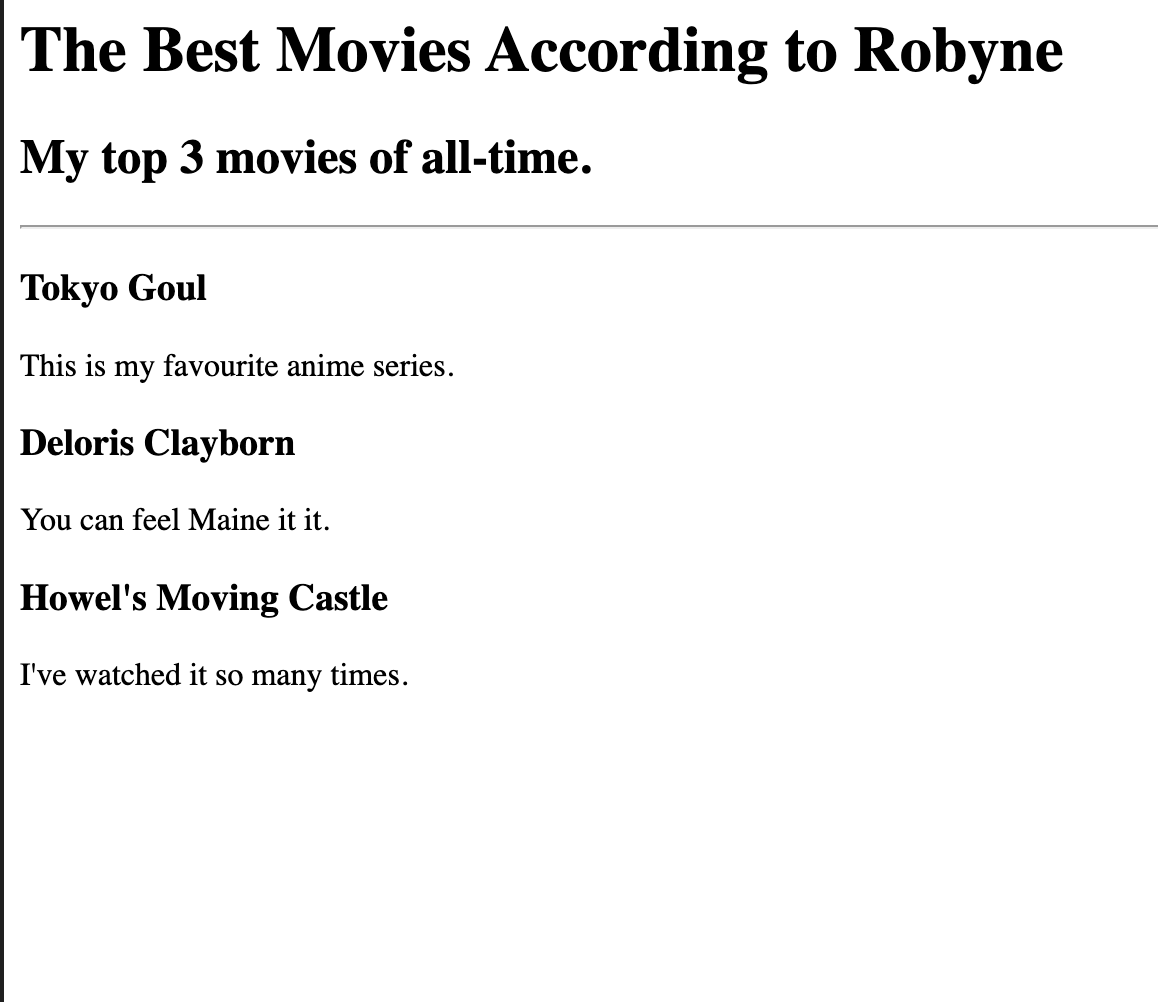 The Best Movies According to Robyne
My top 3 movies of all-time.
Tokyo Goul
This is my favourite anime series.
Deloris Clayborn
You can feel Maine it it.
Howel's Moving Castle
I've watched it so many times.